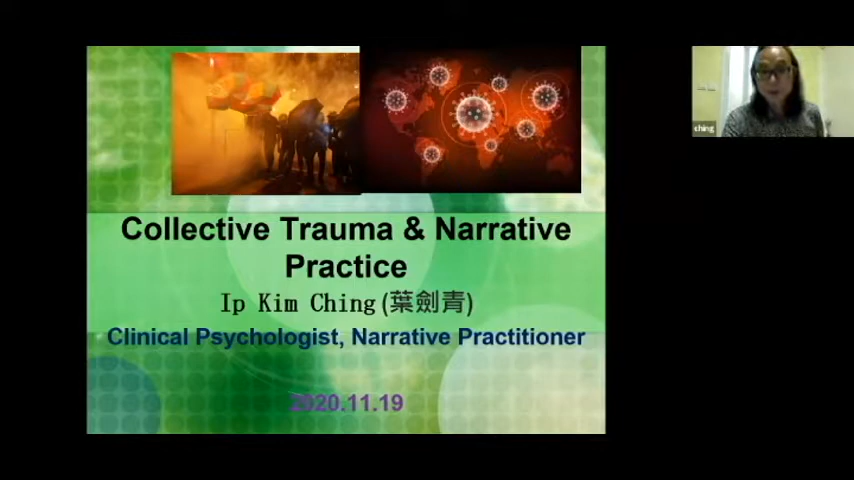 Collective Trauma & Narrative
Practice
Ip Kim Ching (葉劍青)
Clinical Psychologist, Narrative Practitioner
2020.11.19
ching